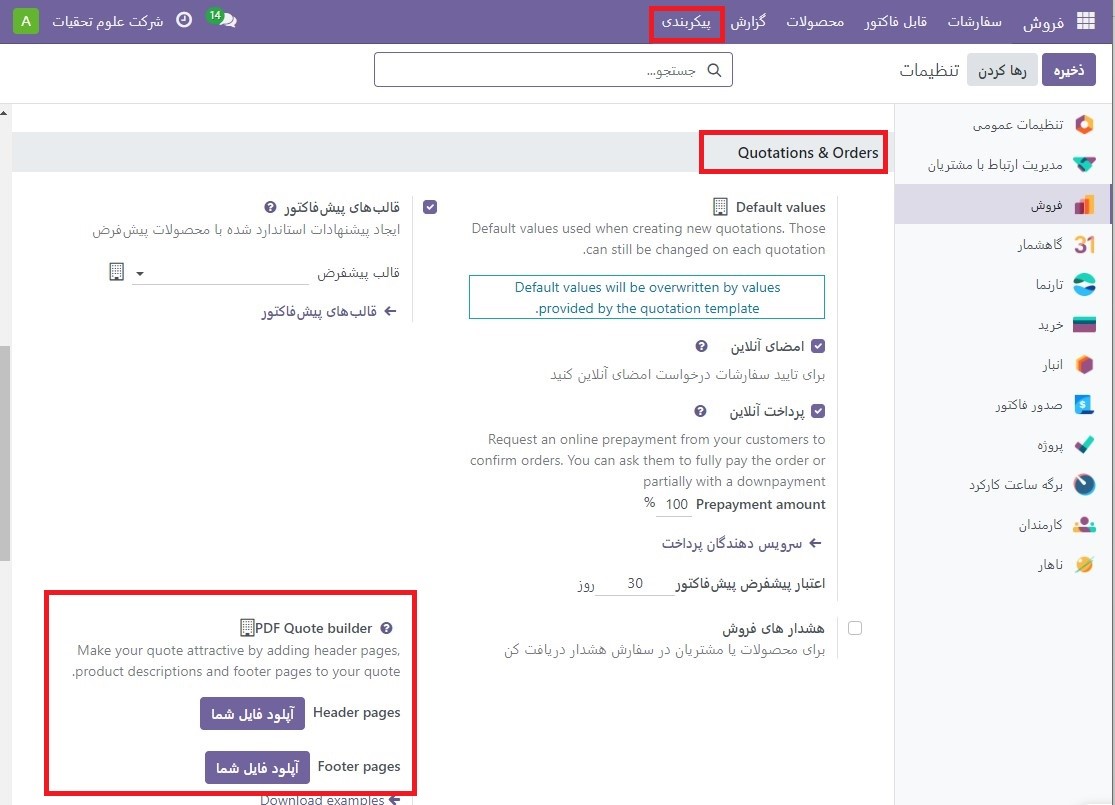 فروش
سفارشات
قابل فاکتور
محصولات
گزارش
پیکربندی
14
شرکت علوم تحقیات
A
ذخیره
رها کردن
تنظیمات
جستجو...
تنظیمات عمومی
مدیریت ارتباط با مشتریان
فروش
31
گاهشمار
تارنما
خرید
انبار
صدور فاکتور
پروژه
برگه ساعت کارکرد
کارمندان
ناهار
Quotations & Orders
Default values
Default values used when creating new quotations. Those
.can still be changed on each quotation
Default values will be overwritten by values
.provided by the quotation template
امضای آنلاین
برای تایید سفارشات درخواست امضای آنلاین کنید
پرداخت آنلاین
Request an online prepayment from your customers to
confirm orders. You can ask them to fully pay the order or
partially with a downpayment
Prepayment amount 100 %
سرویس دهندگان پرداخت
اعتبار پیشفرض پیش‌فاکتور 30 روز
قالب‌های پیش‌فاکتور
ایجاد پیشنهادات استاندارد شده با محصولات پیش‌فرض
قالب پیشفرض
قالب‌های پیش‌فاکتور
هشدار های فروش
برای محصولات یا مشتریان در سفارش هشدار دریافت کن
PDF Quote builder
Make your quote attractive by adding header pages,
.product descriptions and footer pages to your quote
Header pages آپلود فایل شما
Footer pages آپلود فایل شما
Download examples